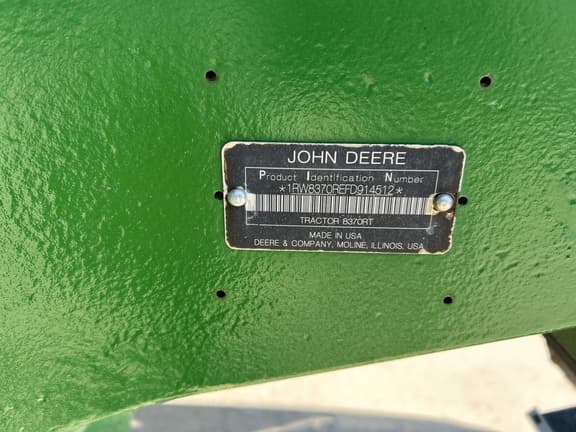 JOHN DEERE
Product Identification Number
*1RW8370REFD914512*
TRACTOR 8370RT
MADE IN USA
DEERE & COMPANY, MOLINE, ILLINOIS, USA